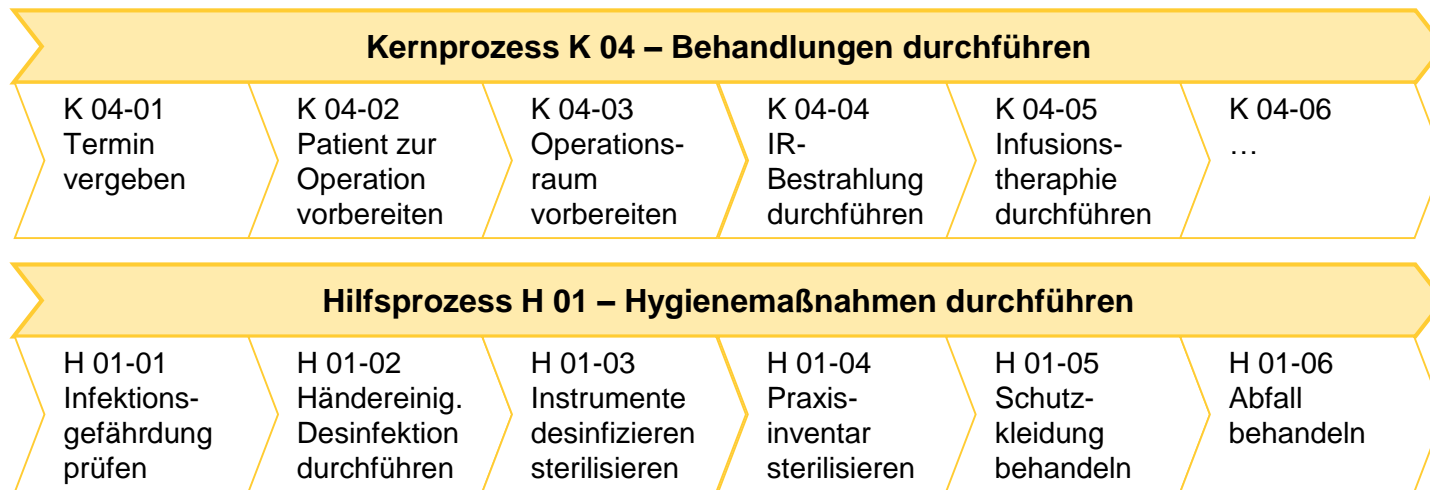 Kernprozess K 04 – Behandlungen durchführen
K 04-01
Termin
vergeben
K 04-02
Patient zur
Operation
vorbereiten
K 04-03
Operations-
raum
vorbereiten
K 04-04
IR-
Bestrahlung
durchführen
K 04-05
Infusions-
theraphie
durchführen
K 04-06
…
Hilfsprozess H 01 – Hygienemaßnahmen durchführen
H 01-01
Infektions-
gefährdung
prüfen
H 01-02
Händereinig.
Desinfektion
durchführen
H 01-03
Instrumente
desinfizieren
sterilisieren
H 01-04
Praxis-
inventar
sterilisieren
H 01-05
Schutz-
kleidung
behandeln
H 01-06
Abfall
behandeln